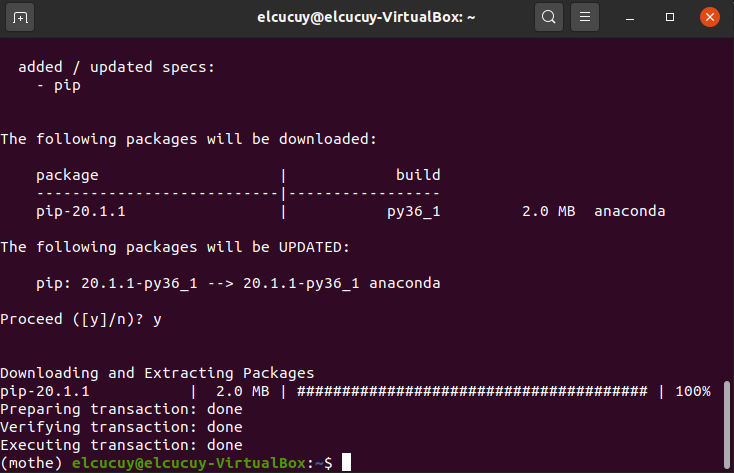 elcucuy@elcucuy-VirtualBox: ~
added / updated specs:
- pip
The following packages will be downloaded:
package | build
---------------------------|-----------------
pip-20.1.1 | py36_1 2.0 MB anaconda
The following packages will be UPDATED:
pip: 20.1.1-py36_1 --> 20.1.1-py36_1 anaconda
Proceed ([y]/n)? y
Downloading and Extracting Packages
pip-20.1.1 | 2.0 MB | ####################################### | 100%
Preparing transaction: done
Verifying transaction: done
Executing transaction: done
(mothe) elcucuy@elcucuy-VirtualBox:~$